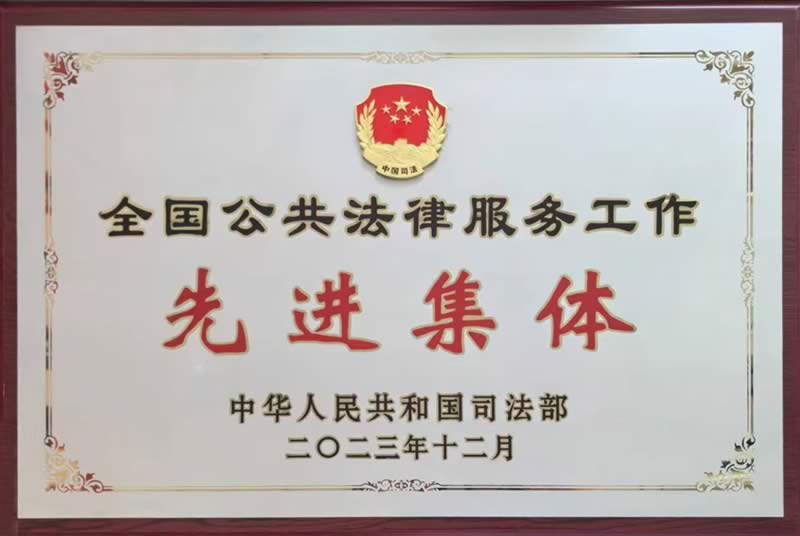 中国司法
全国公共法律服务工作
先进集体
中华人民共和国司法部
二〇二三年十二月